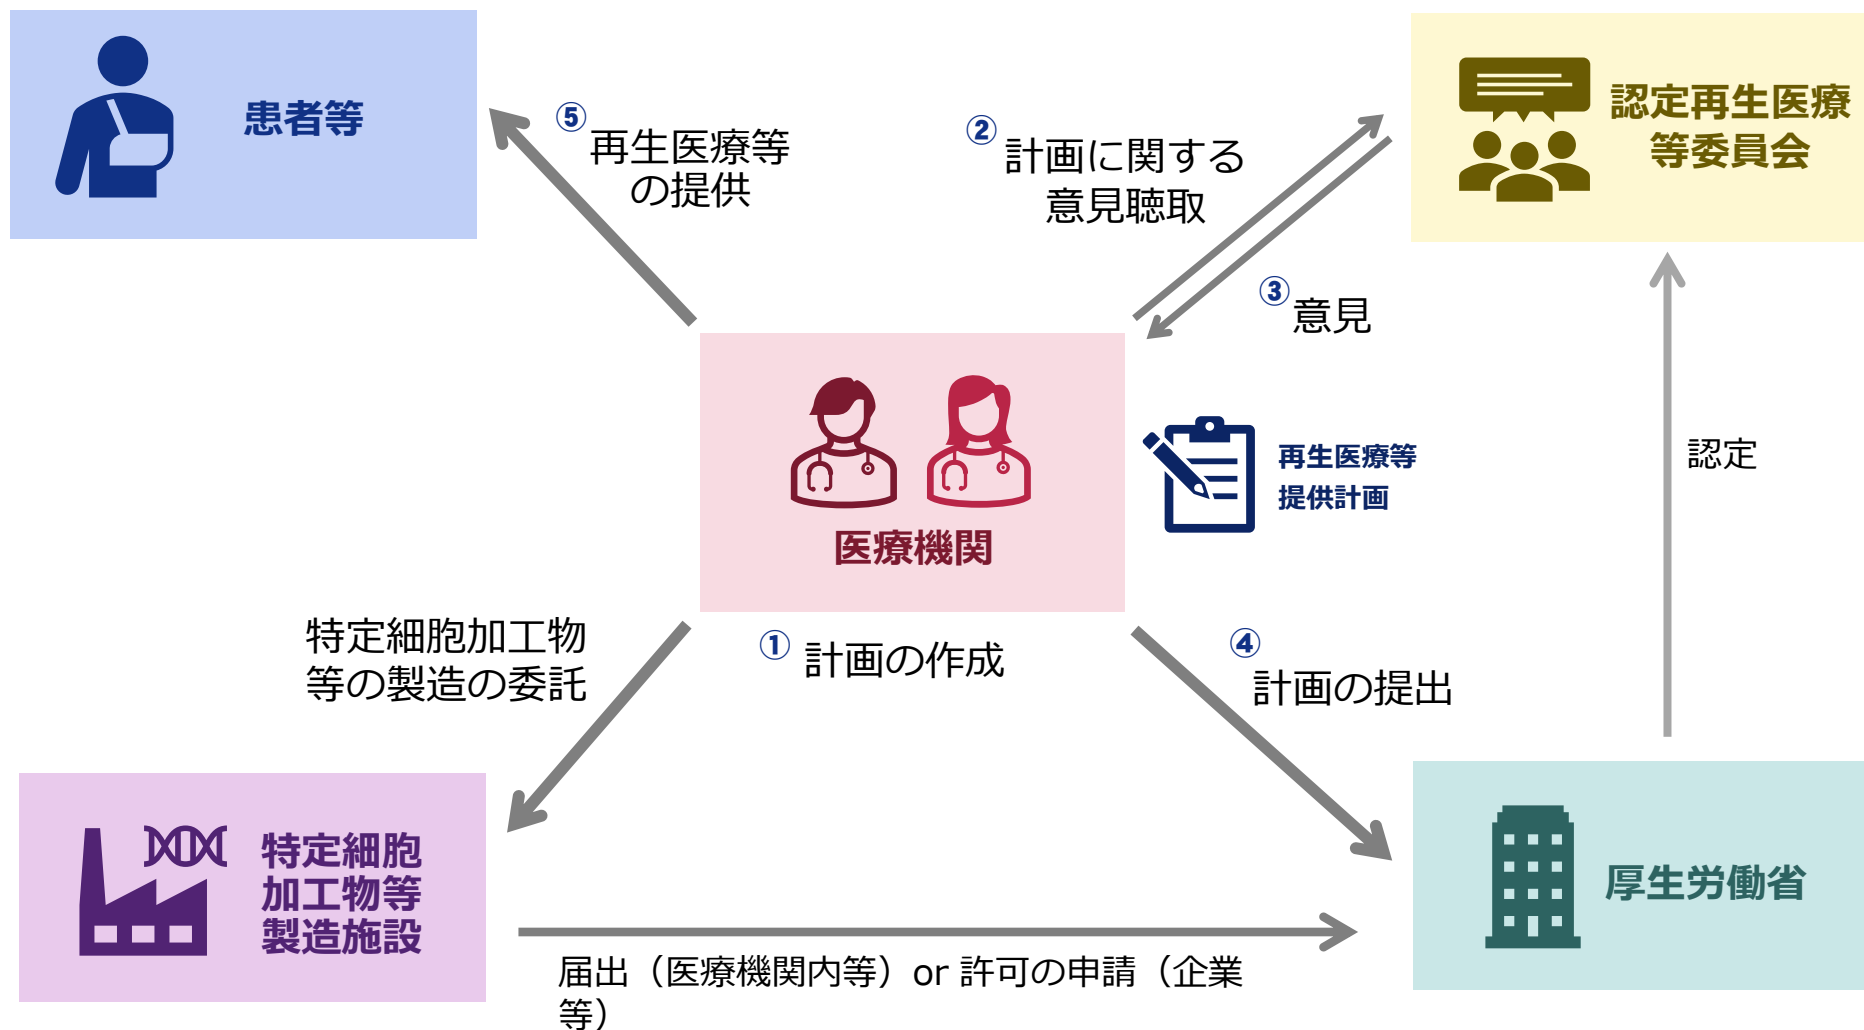 患者等
⑤
再生医療等
の提供
②
計画に関する
意見聴取
認定再生医療
等委員会
③
意見
医療機関
再生医療等
提供計画
認定
特定細胞加工物
等の製造の委託
①
計画の作成
④
計画の提出
特定細胞
加工物等
製造施設
厚生労働省
届出（医療機関内等）or 許可の申請（企業
等）